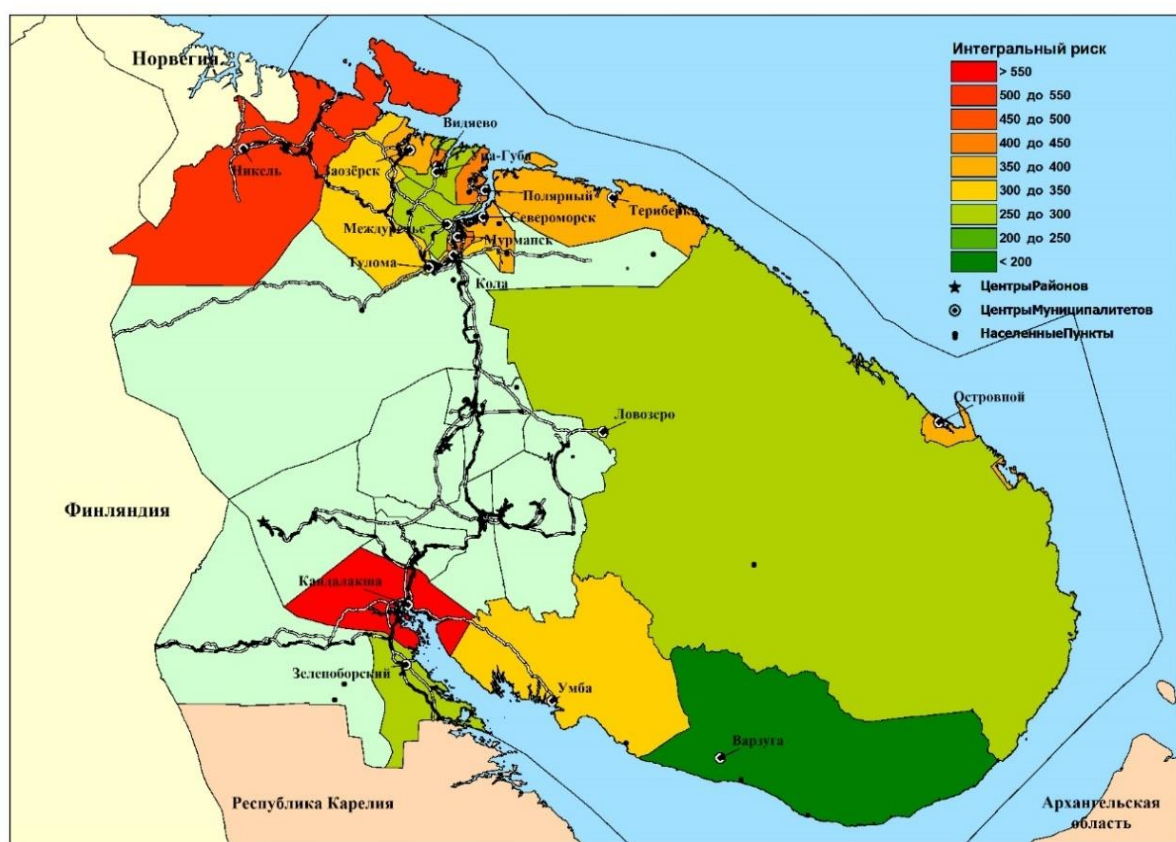 Норвегия
Интегральный риск
> 550
500 до 550
450 до 500
400 до 450
350 до 400
300 до 350
250 до 300
200 до 250
< 200
ЦентрыРайонов
ЦентрыМуниципалитетов
НаселенныеПункты
Видяево
Ура-Губа
Никель
Заозёрск
Полярный
Териберка
Североморск
Междуречье
Мурманск
Тулома
Кола
Островной
Ловозеро
Финляндия
Кандалакша
Зеленоборский
Умба
Варзуга
Республика Карелия
Архангельская
область